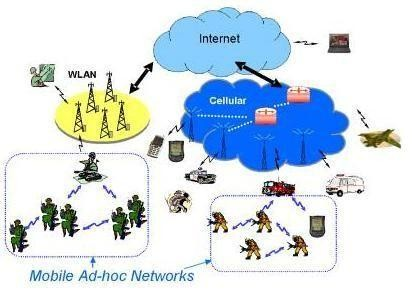 Internet
WLAN
Cellular
Mobile Ad-hoc Networks